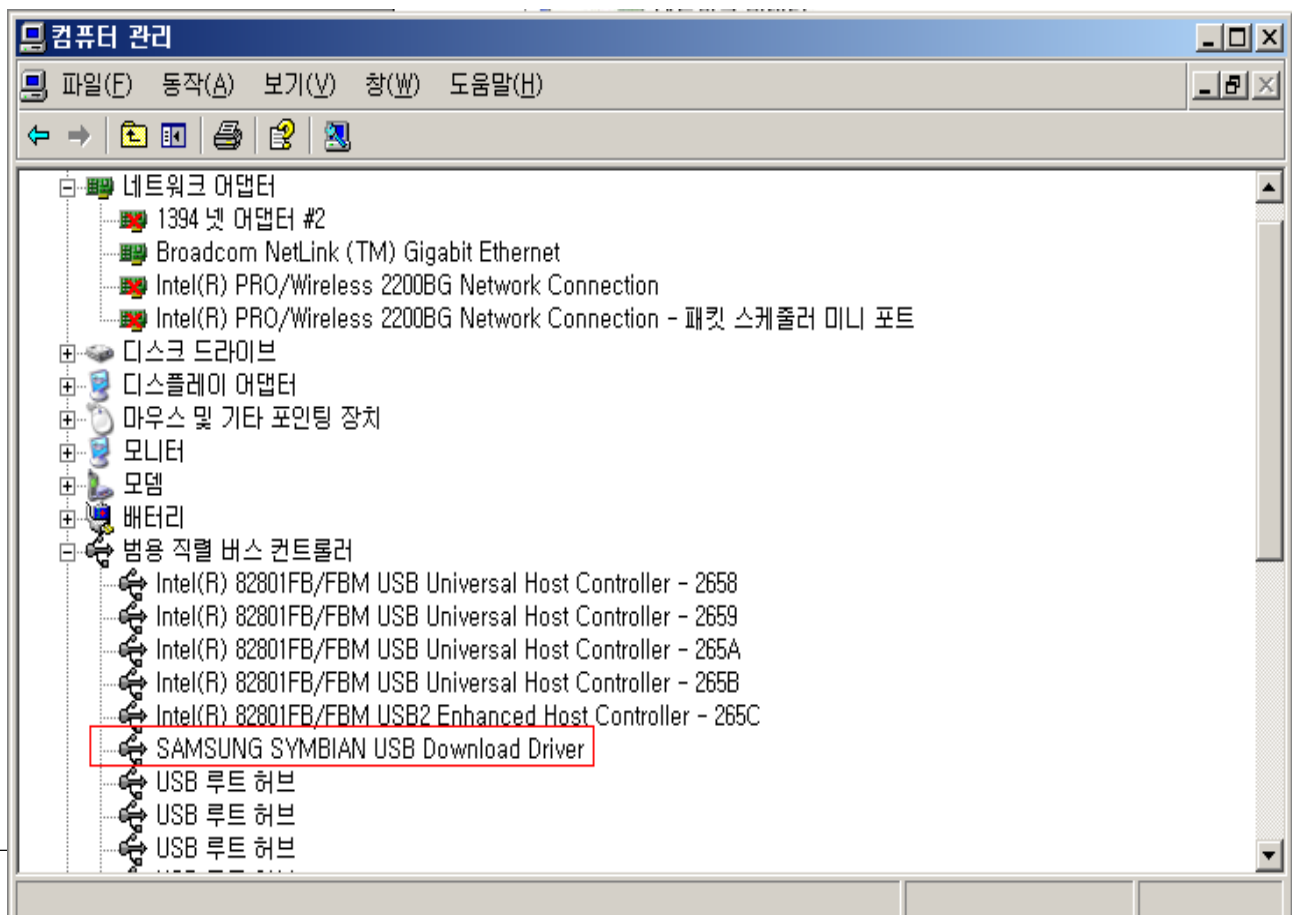 컴퓨터 관리
파일(F) 동작(A) 보기(V) 창(W) 도움말(H)
네트워크 어댑터
1394 넷 어댑터 #2
Broadcom NetLink (TM) Gigabit Ethernet
Intel(R) PRO/Wireless 2200BG Network Connection
Intel(R) PRO/Wireless 2200BG Network Connection - 패킷 스케줄러 미니 포트
디스크 드라이브
디스플레이 어댑터
마우스 및 기타 포인팅 장치
모니터
모뎀
배터리
범용 직렬 버스 컨트롤러
Intel(R) 82801FB/FBM USB Universal Host Controller - 2658
Intel(R) 82801FB/FBM USB Universal Host Controller - 2659
Intel(R) 82801FB/FBM USB Universal Host Controller - 265A
Intel(R) 82801FB/FBM USB Universal Host Controller - 265B
Intel(R) 82801FB/FBM USB2 Enhanced Host Controller - 265C
SAMSUNG SYMBIAN USB Download Driver
USB 루트 허브
USB 루트 허브
USB 루트 허브